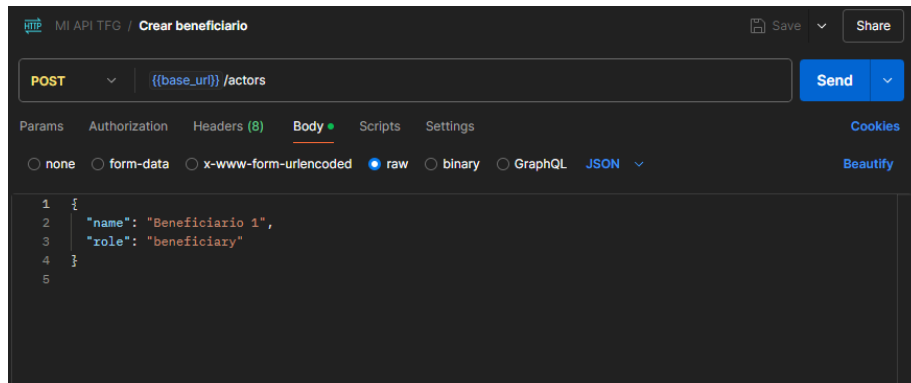 HTTP MI API TFG / Crear beneficiario Save Share
POST {{base_url}} /actors Send
Params Authorization Headers (8) Body Scripts Settings Cookies
none form-data x-www-form-urlencoded raw binary GraphQL JSON Beautify
1 {
2 "name": "Beneficiario 1",
3 "role": "beneficiary"
4 }
5